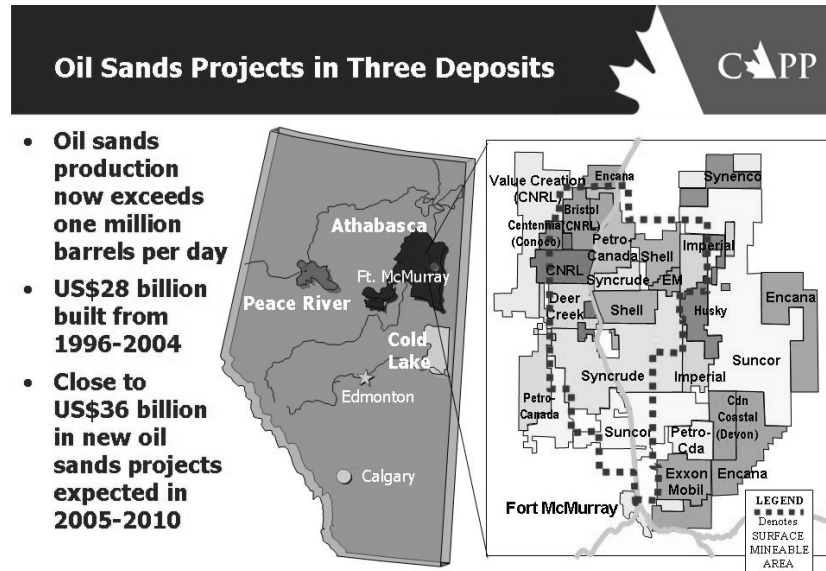 Oil Sands Projects in Three Deposits
CAPP
• Oil sands
production
now exceeds
one million
barrels per day
• US$28 billion
built from
1996-2004
• Close to
US$36 billion
in new oil
sands projects
expected in
2005-2010
Athabasca
Ft. McMurray
Peace River
Cold
Lake
Edmonton
Calgary
Value Creation
(CNRL)
Encana
Synenco
Bristol
(CNRL)
Centennia
(Conoco)
Petro-
Canada
Shell
Imperial
CNRL
Syncrude
EM
Deer
Creek
Shell
Husky
Encana
Suncor
Syncrude
Imperial
Petro-
Canada
Cdn
Coastal
(Devon)
Suncor
Petro-
Cda
Exxon
Mobil
Encana
Fort McMurray
LEGEND
Denotes
SURFACE
MINEABLE
AREA